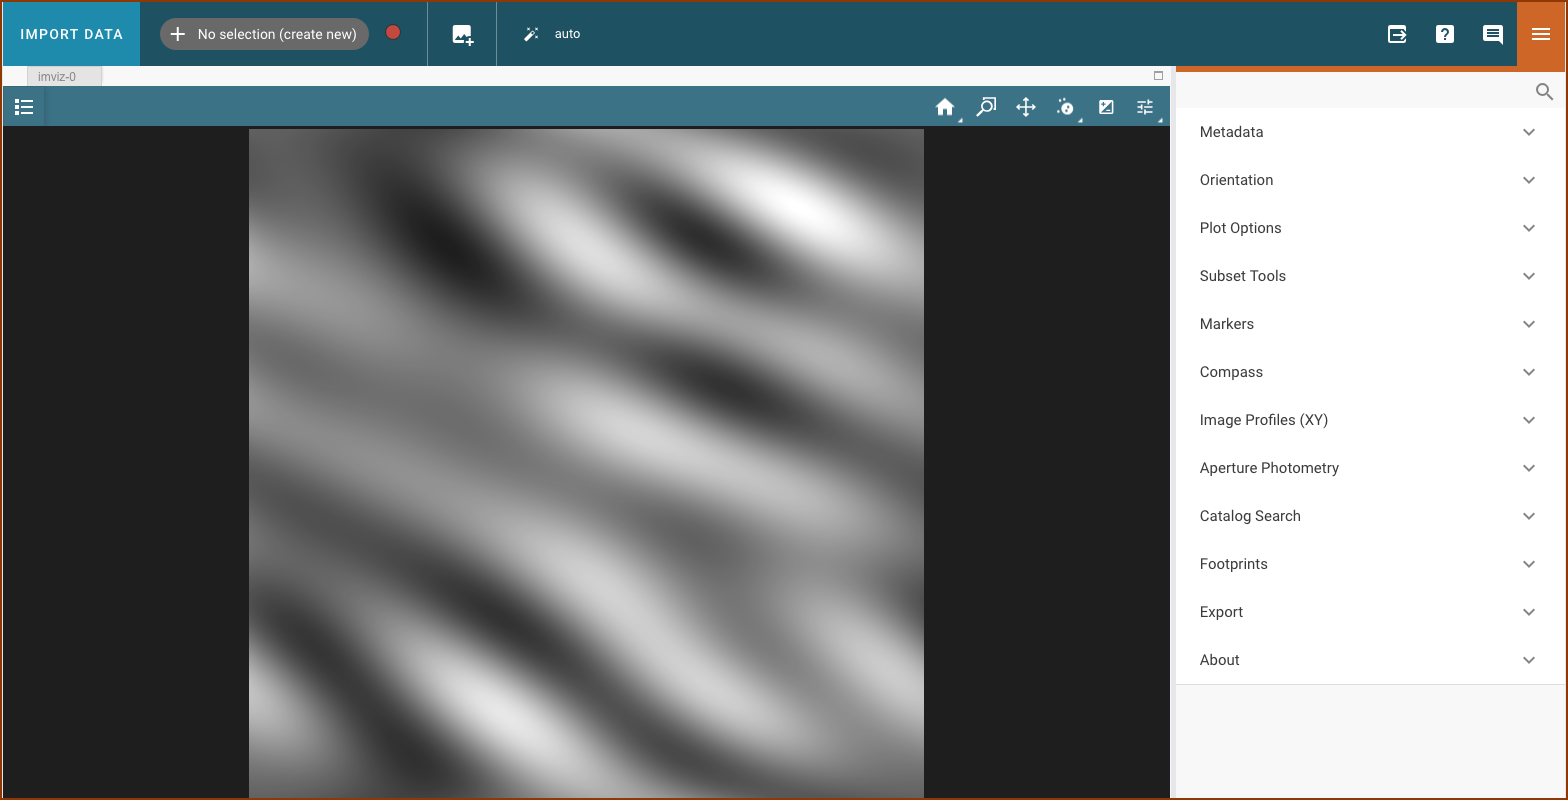 IMPORT DATA
No selection (create new)
auto
imviz-0
Metadata
Orientation
Plot Options
Subset Tools
Markers
Compass
Image Profiles (XY)
Aperture Photometry
Catalog Search
Footprints
Export
About